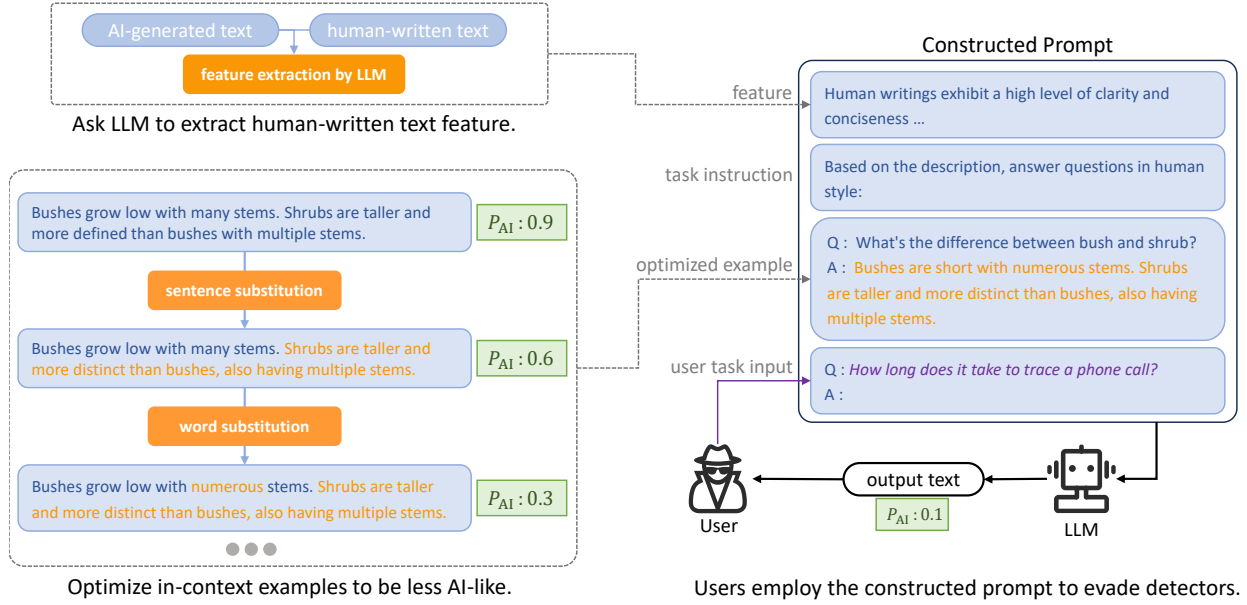 AI-generated text
human-written text
feature extraction by LLM
Ask LLM to extract human-written text feature.
Bushes grow low with many stems. Shrubs are taller and
more defined than bushes with multiple stems.
P_AI : 0.9
sentence substitution
Bushes grow low with many stems. Shrubs are taller and
more distinct than bushes, also having multiple stems.
P_AI : 0.6
word substitution
Bushes grow low with numerous stems. Shrubs are taller
and more distinct than bushes, also having multiple stems.
P_AI : 0.3
Optimize in-context examples to be less AI-like.
Constructed Prompt
feature
Human writings exhibit a high level of clarity and
conciseness …
task instruction
Based on the description, answer questions in human
style:
optimized example
Q : What's the difference between bush and shrub?
A : Bushes are short with numerous stems. Shrubs
are taller and more distinct than bushes, also having
multiple stems.
user task input
Q : How long does it take to trace a phone call?
A :
User
output text
P_AI : 0.1
LLM
Users employ the constructed prompt to evade detectors.